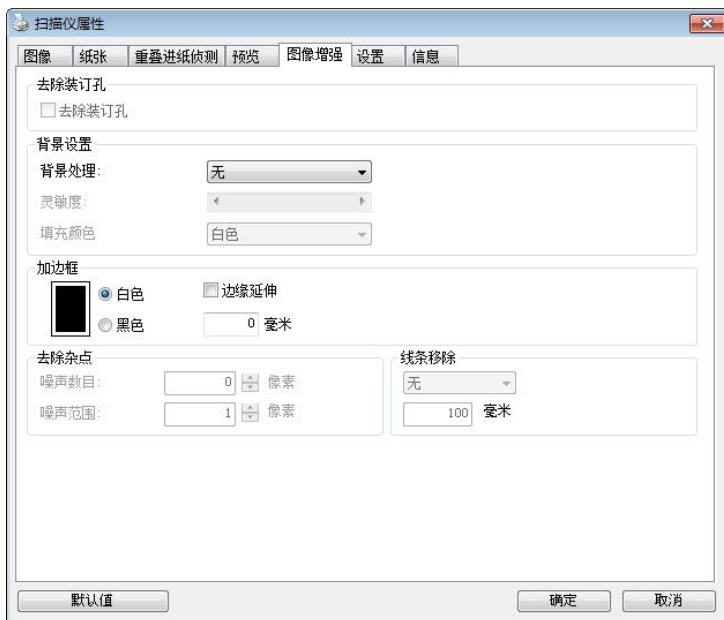 扫描仪属性
图像 纸张 重叠进纸侦测 预览 图像增强 设置 信息
去除装订孔
去除装订孔
背景设置
背景处理: 无
灵敏度:
填充颜色 白色
加边框
白色 边缘延伸
黑色 0 毫米
去除杂点 线条移除
噪声数目: 0 像素 无
噪声范围: 1 像素 100 毫米
默认值 确定 取消